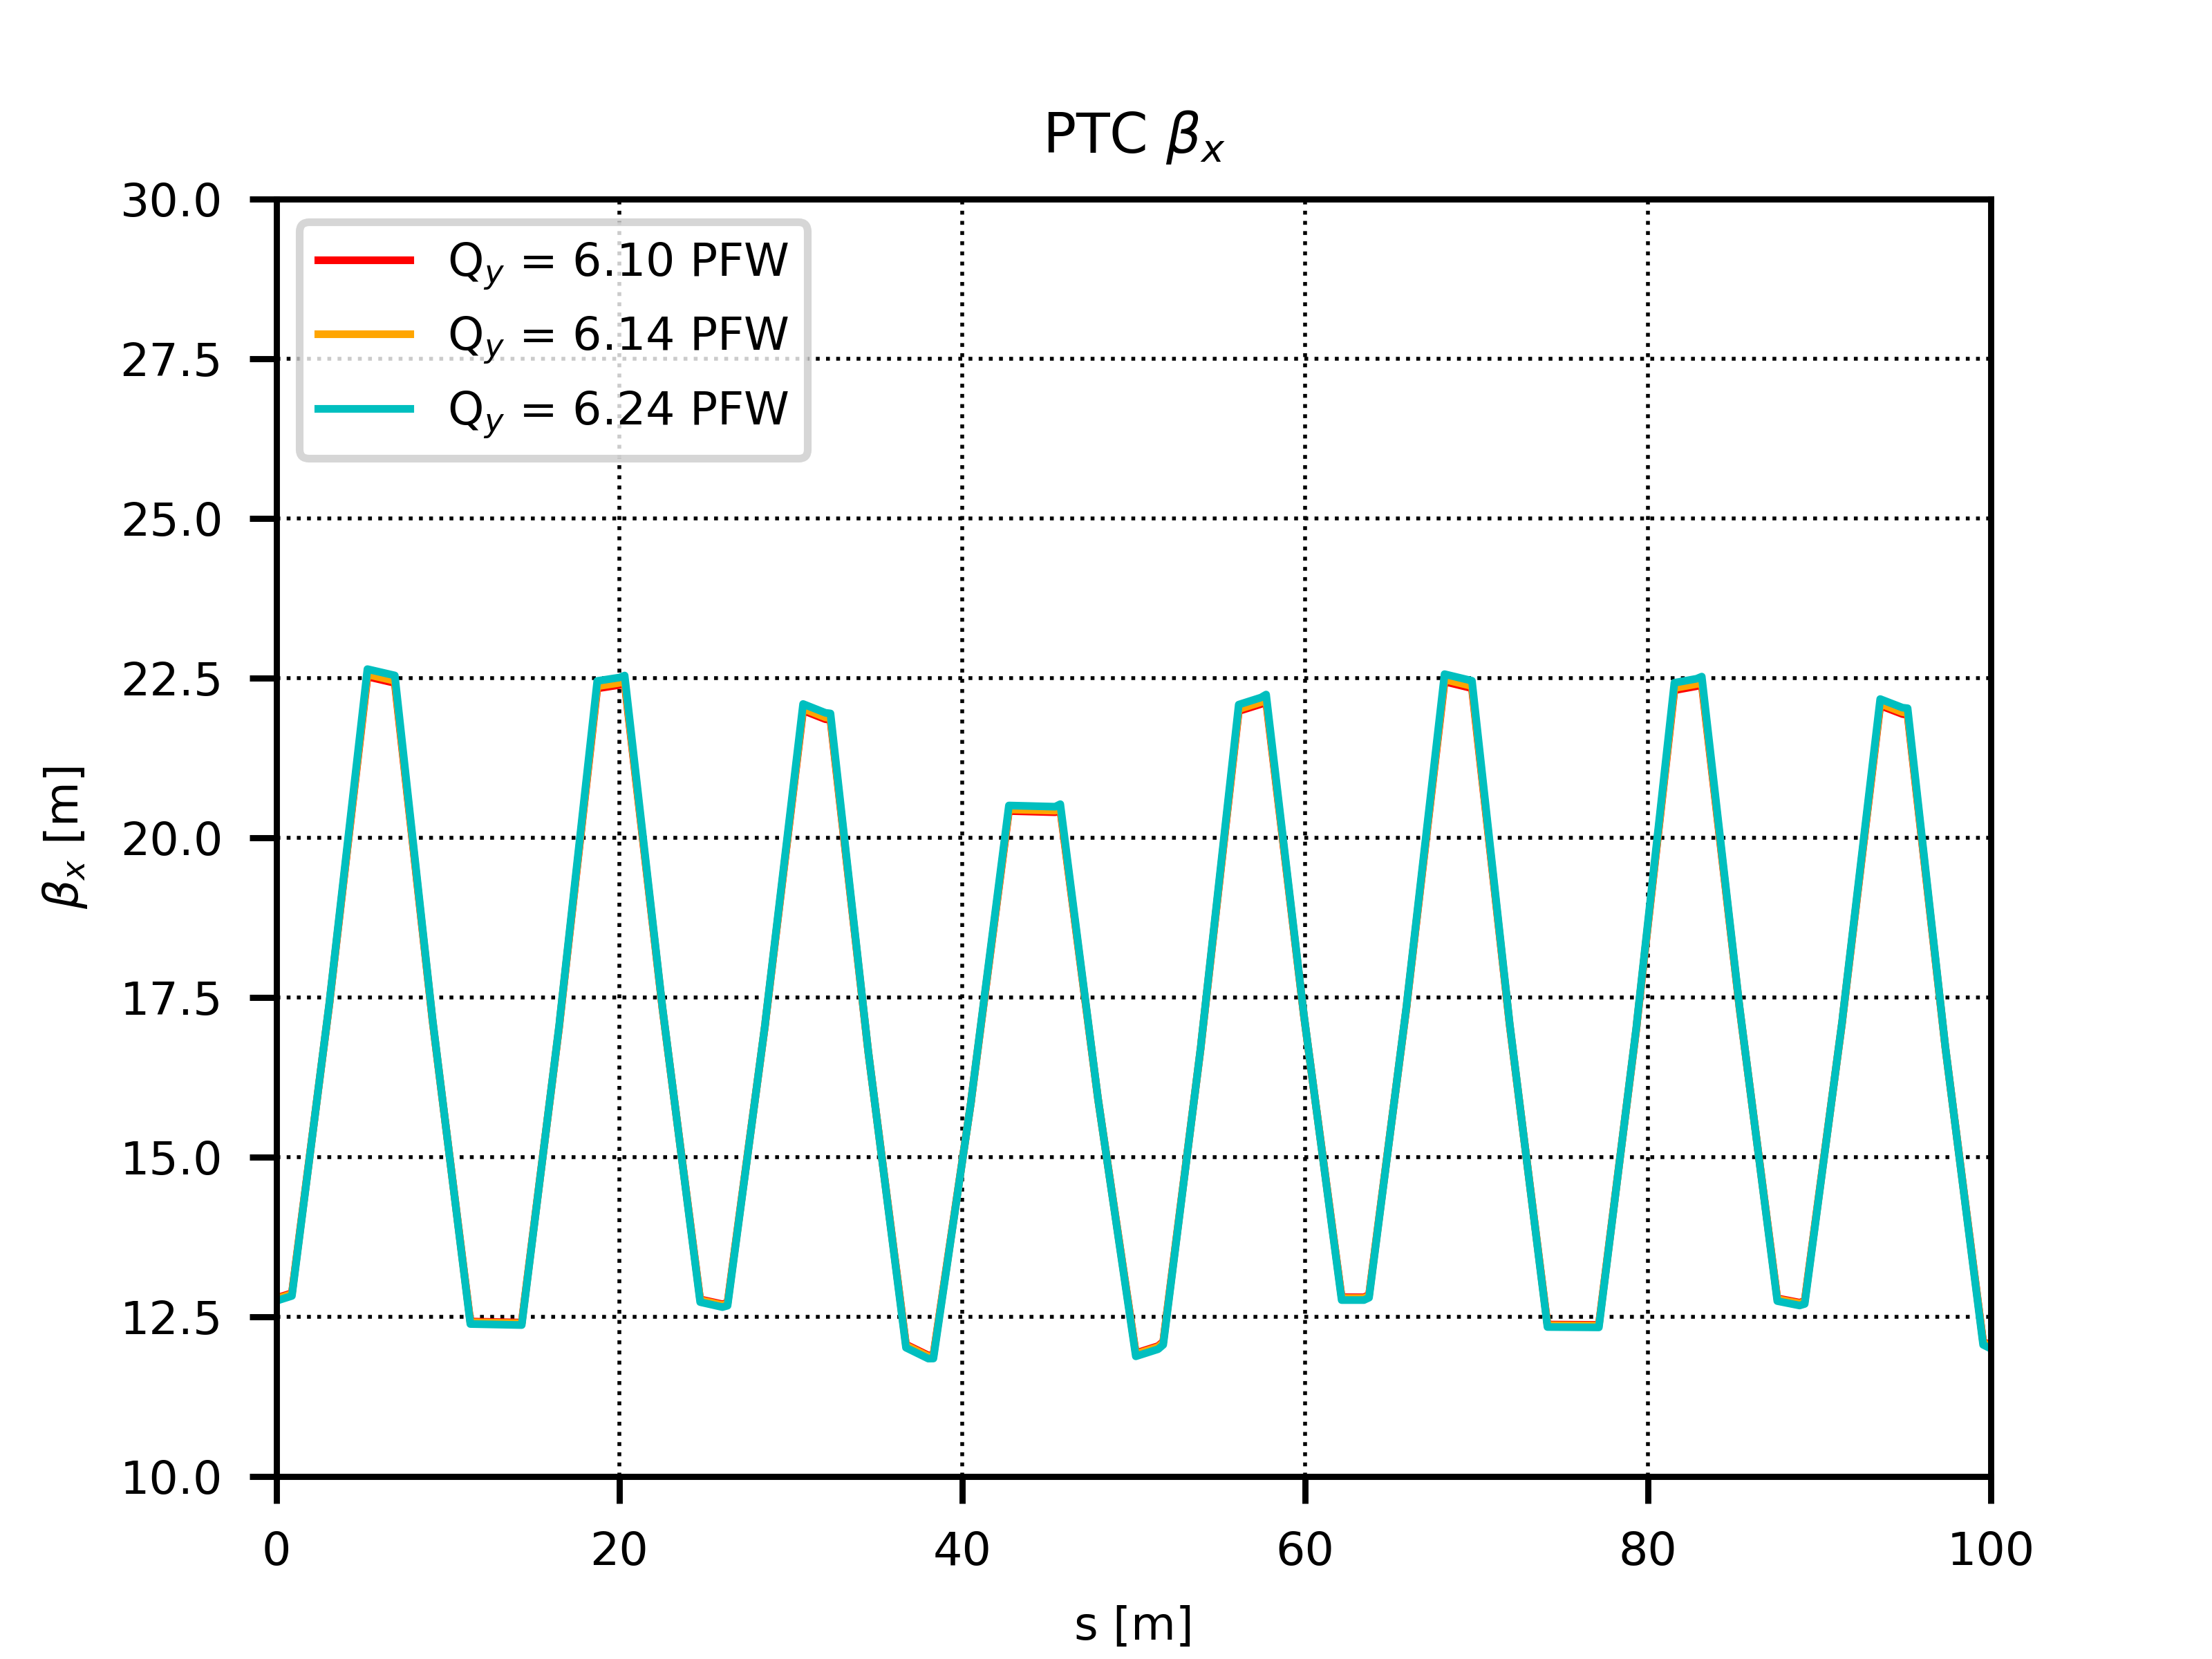 PTC βx
30.0
27.5
25.0
22.5
20.0
17.5
15.0
12.5
10.0
βx [m]
Qy = 6.10 PFW
Qy = 6.14 PFW
Qy = 6.24 PFW
0 20 40 60 80 100
s [m]